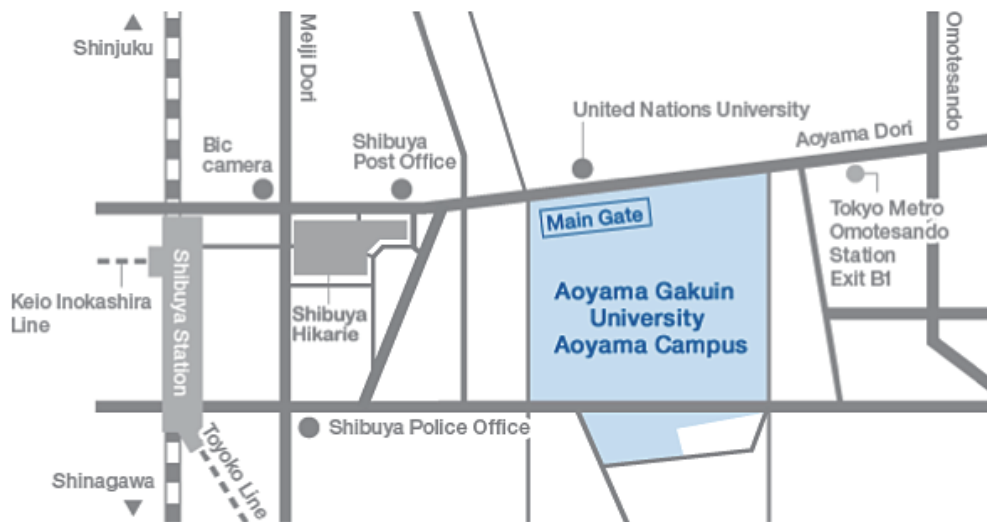 Shinjuku
Meiji Dori
Omotesando
United Nations University
Aoyama Dori
Bic
camera
Shibuya
Post Office
Main Gate
Tokyo Metro
Omotesando
Station
Exit B1
Shibuya Station
Keio Inokashira
Line
Shibuya
Hikarie
Aoyama Gakuin
University
Aoyama Campus
Shibuya Police Office
Toyoko Line
Shinagawa